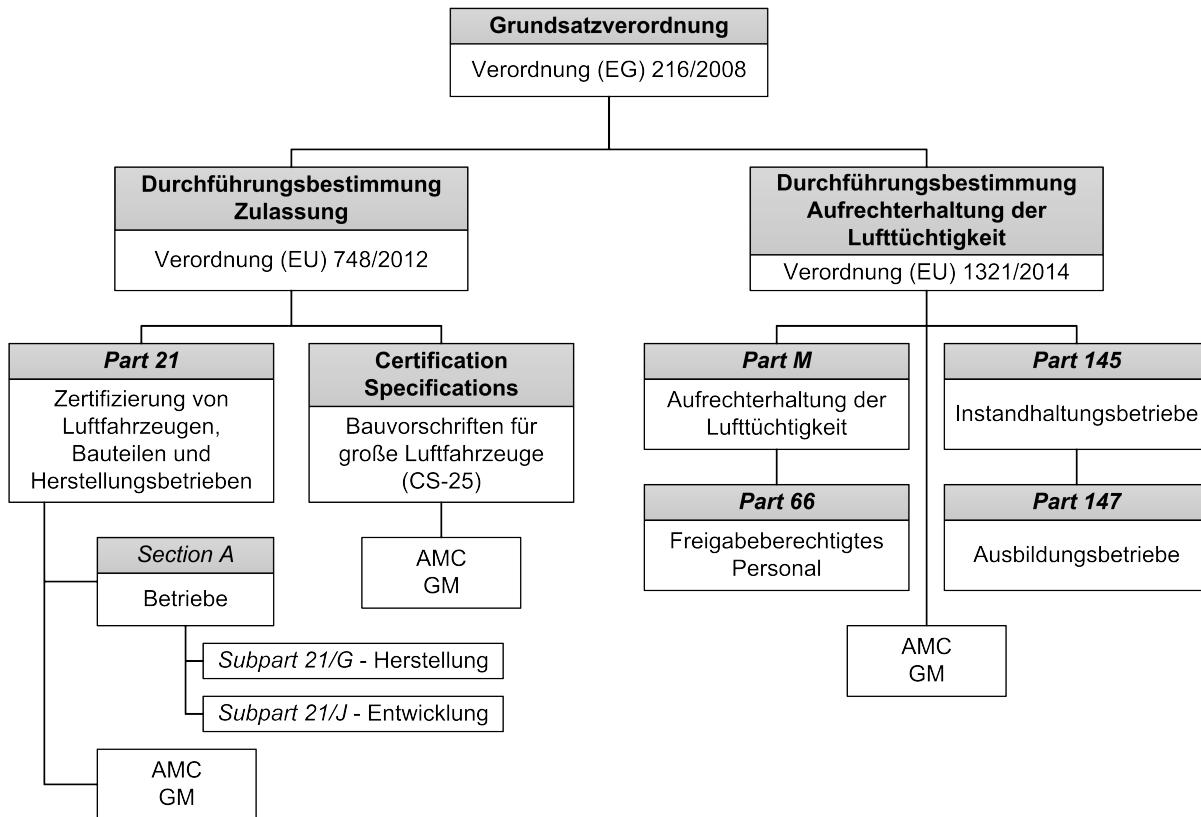 Grundsatzverordnung
Verordnung (EG) 216/2008
Durchführungsbestimmung
Zulassung
Verordnung (EU) 748/2012
Durchführungsbestimmung
Aufrechterhaltung der
Lufttüchtigkeit
Verordnung (EU) 1321/2014
Part 21
Zertifizierung von
Luftfahrzeugen,
Bauteilen und
Herstellungsbetrieben
Certification
Specifications
Bauvorschriften für
große Luftfahrzeuge
(CS-25)
Part M
Aufrechterhaltung der
Lufttüchtigkeit
Part 145
Instandhaltungsbetriebe
Part 66
Freigabeberechtigtes
Personal
Part 147
Ausbildungsbetriebe
Section A
Betriebe
AMC
GM
Subpart 21/G - Herstellung
Subpart 21/J - Entwicklung
AMC
GM
AMC
GM